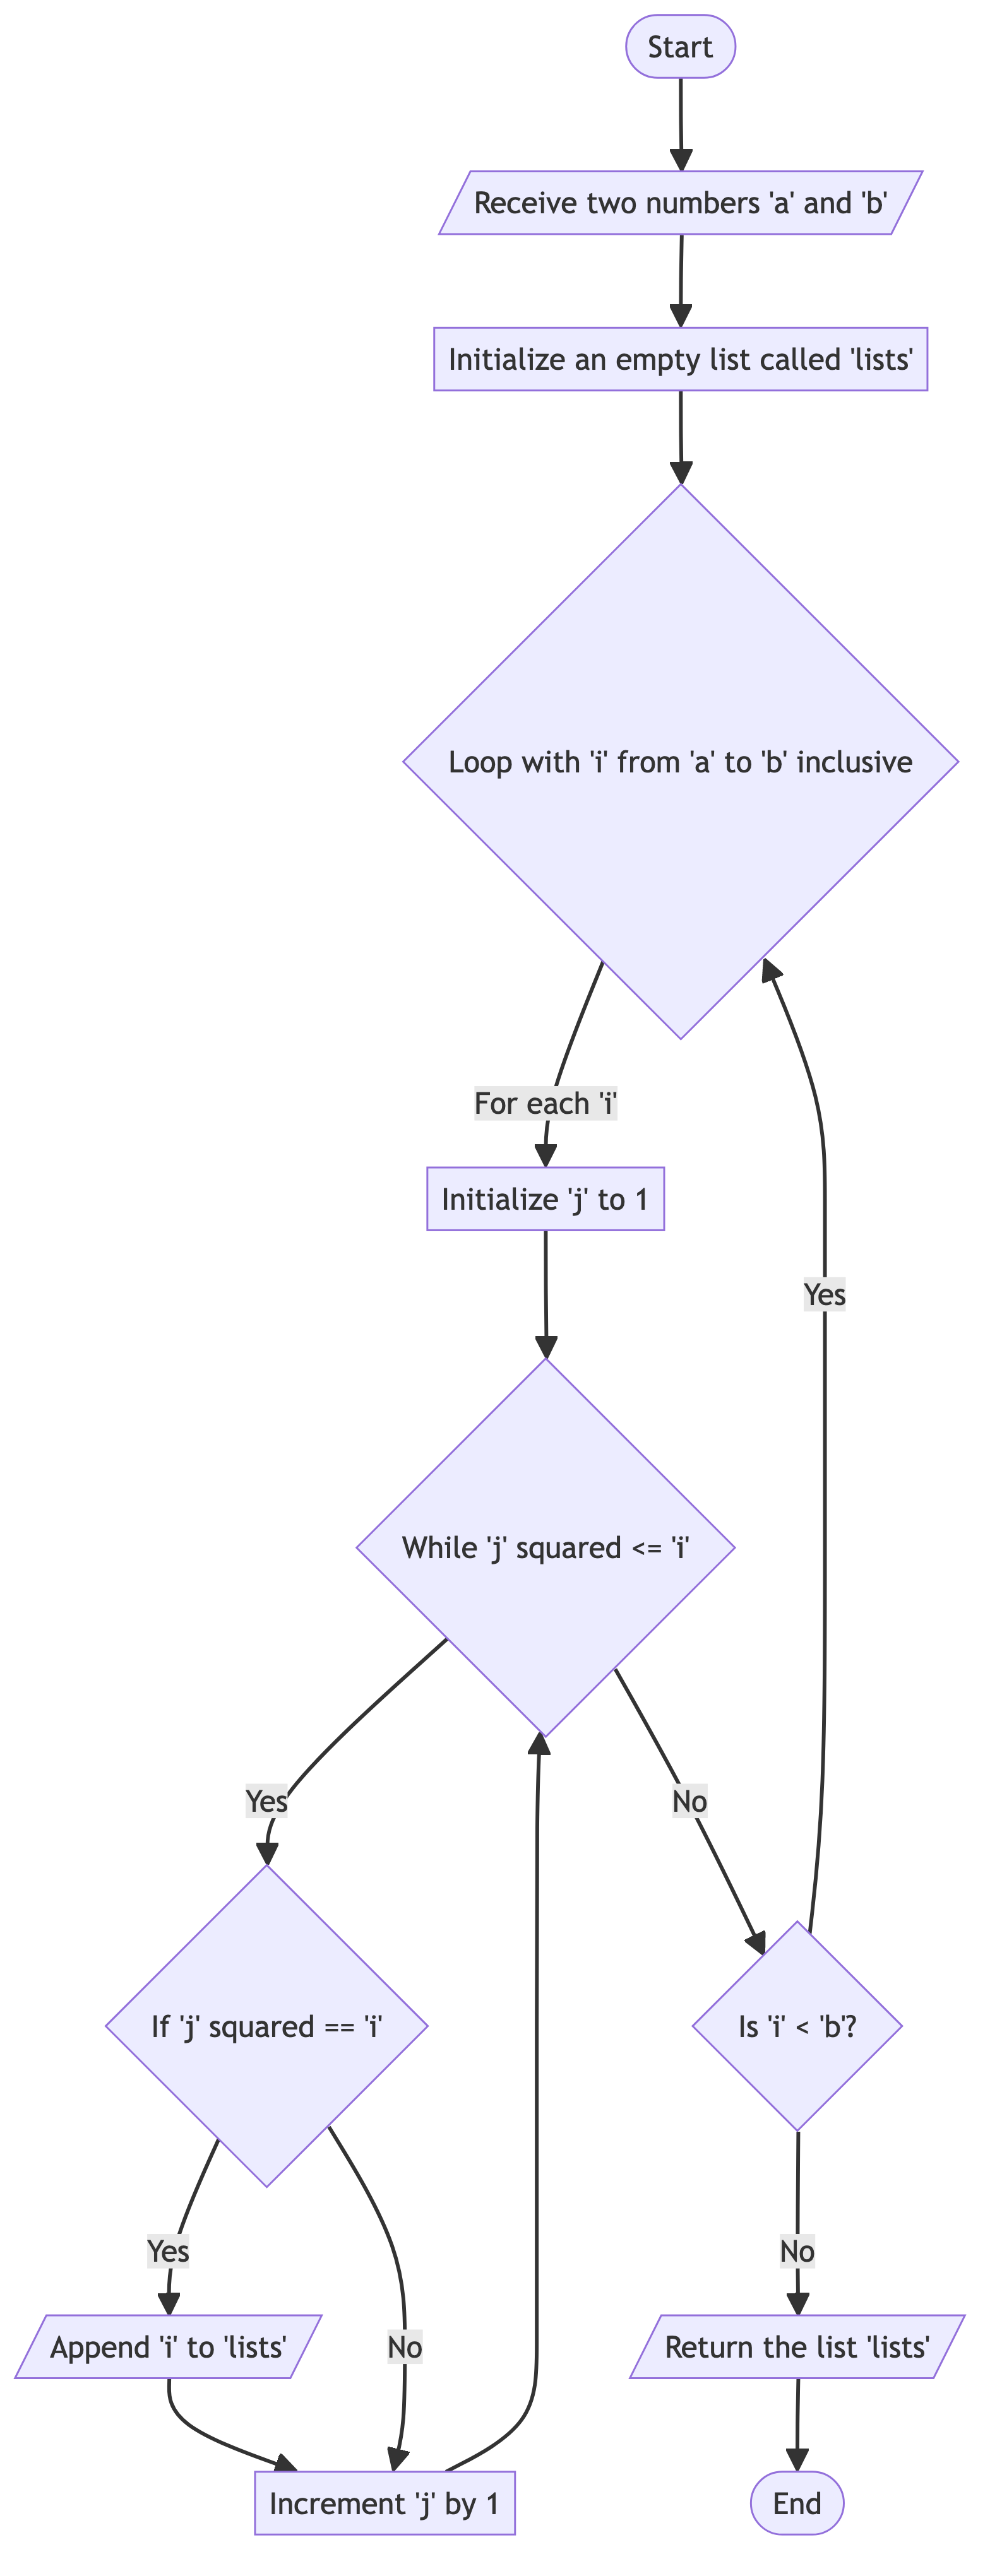 Start
Receive two numbers 'a' and 'b'
Initialize an empty list called 'lists'
Loop with 'i' from 'a' to 'b' inclusive
For each 'i'
Initialize 'j' to 1
Yes
While 'j' squared <= 'i'
Yes
No
If 'j' squared == 'i'
Is 'i' < 'b'?
Yes
No
No
Append 'i' to 'lists'
Return the list 'lists'
Increment 'j' by 1
End